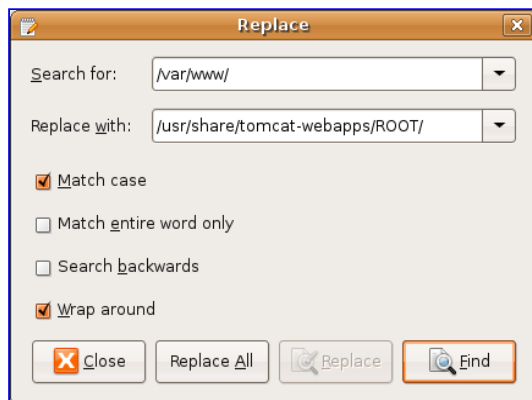 Replace
Search for: /var/www/
Replace with: /usr/share/tomcat-webapps/ROOT/
Match case
Match entire word only
Search backwards
Wrap around
Close Replace All Replace Find